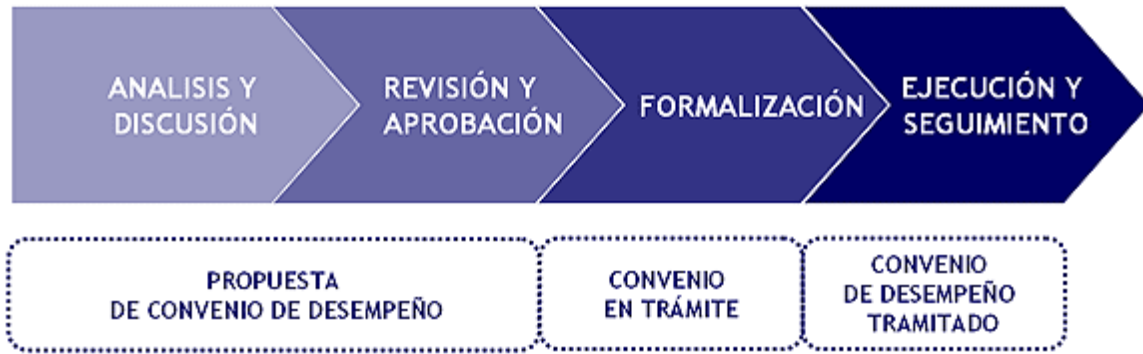 ANALISIS Y
DISCUSIÓN
REVISIÓN Y
APROBACIÓN
FORMALIZACIÓN
EJECUCIÓN Y
SEGUIMIENTO
PROPUESTA
DE CONVENIO DE DESEMPEÑO
CONVENIO
EN TRÁMITE
CONVENIO
DE DESEMPEÑO
TRAMITADO